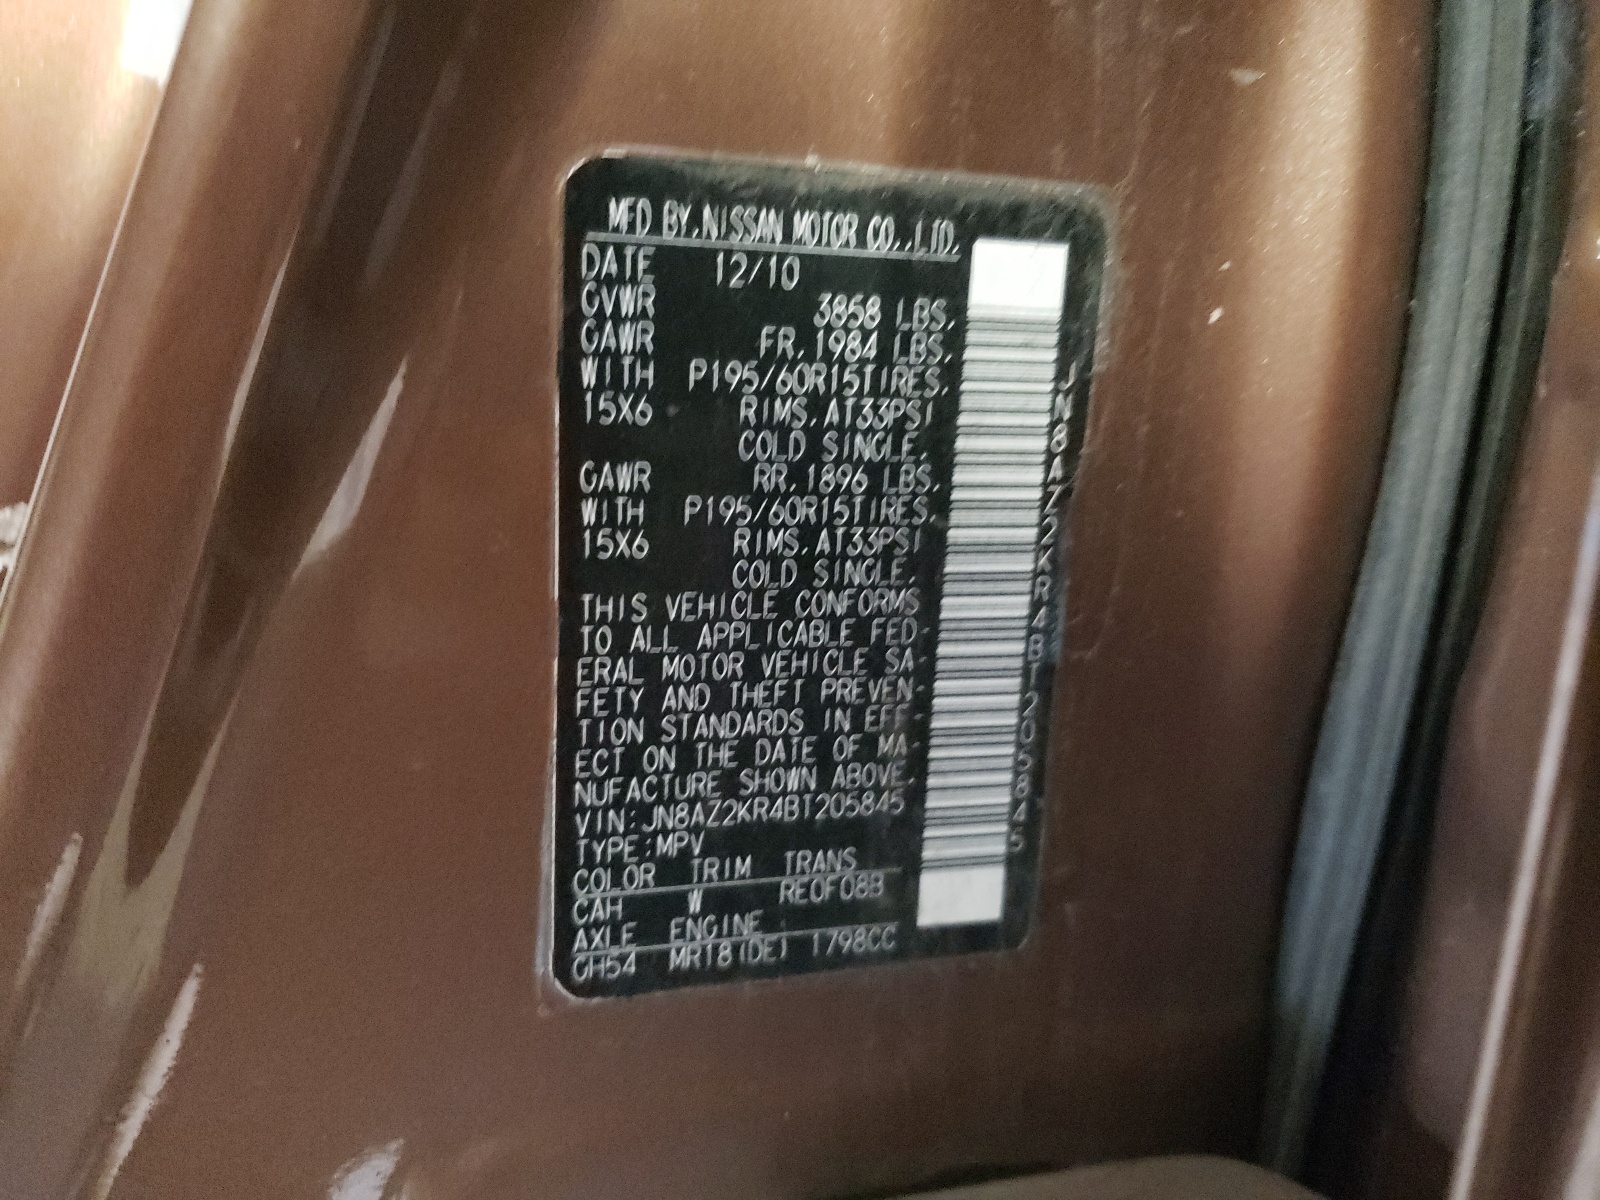 MFD BY.NISSAN MOTOR CO.,LTD.
DATE 12/10
GVWR 3858 LBS.
GAWR FR.1984 LBS.
WITH P195/60R15TIRES.
15X6 RIMS.AT33PSI
COLD SINGLE.
GAWR RR.1896 LBS.
WITH P195/60R15TIRES.
15X6 RIMS.AT33PSI
COLD SINGLE.
THIS VEHICLE CONFORMS
TO ALL APPLICABLE FED-
ERAL MOTOR VEHICLE SA-
FETY AND THEFT PREVEN-
TION STANDARDS IN EFF-
ECT ON THE DATE OF MA-
NUFACTURE SHOWN ABOVE.
VIN:JN8AZ2KR4BT205845
TYPE:MPV
COLOR TRIM TRANS
CAH W RE0F08B
AXLE ENGINE
GH54 MR18(DE) 1798CC
JN8AZ2KR4BT205845